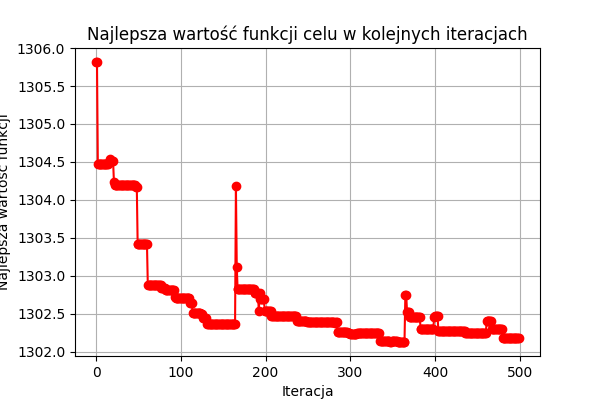 Najlepsza wartość funkcji celu w kolejnych iteracjach
1306.0
1305.5
1305.0
1304.5
1304.0
1303.5
1303.0
1302.5
1302.0
Najlepsza wartość funkcji
0 100 200 300 400 500
Iteracja